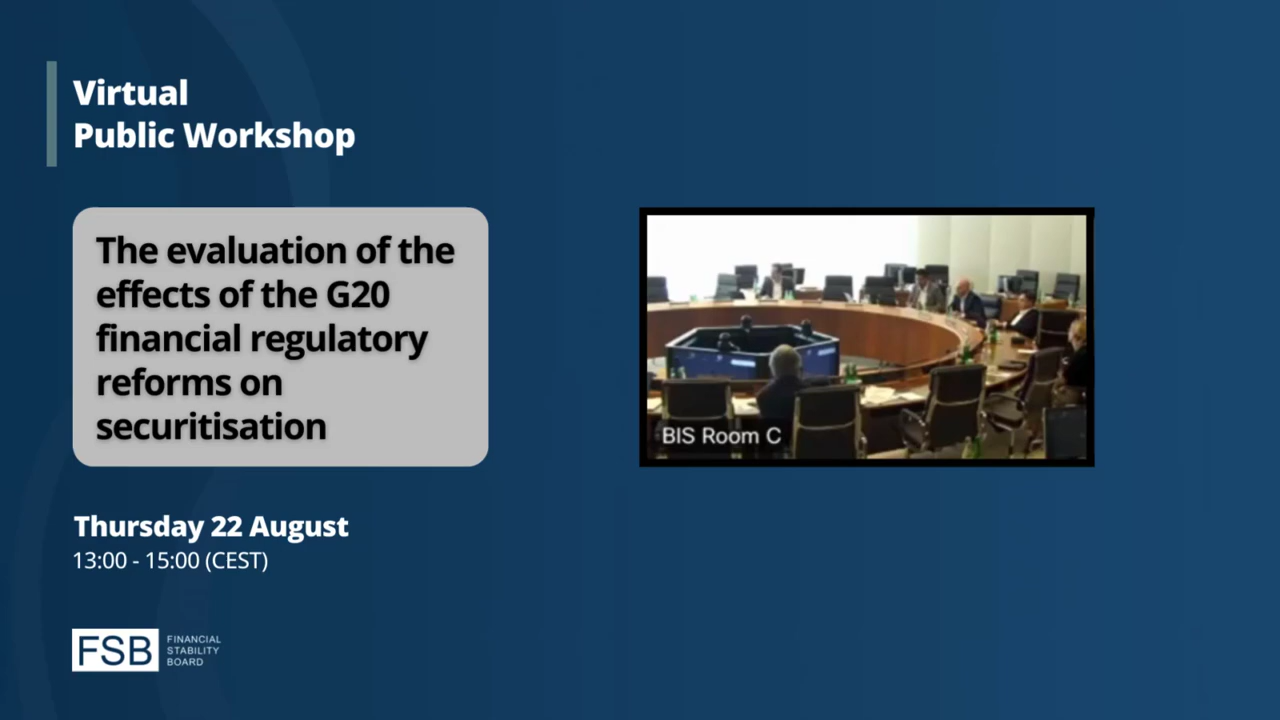 Virtual
Public Workshop
The evaluation of the
effects of the G20
financial regulatory
reforms on
securitisation
BIS Room C
Thursday 22 August
13:00 - 15:00 (CEST)
FSB
FINANCIAL
STABILITY
BOARD